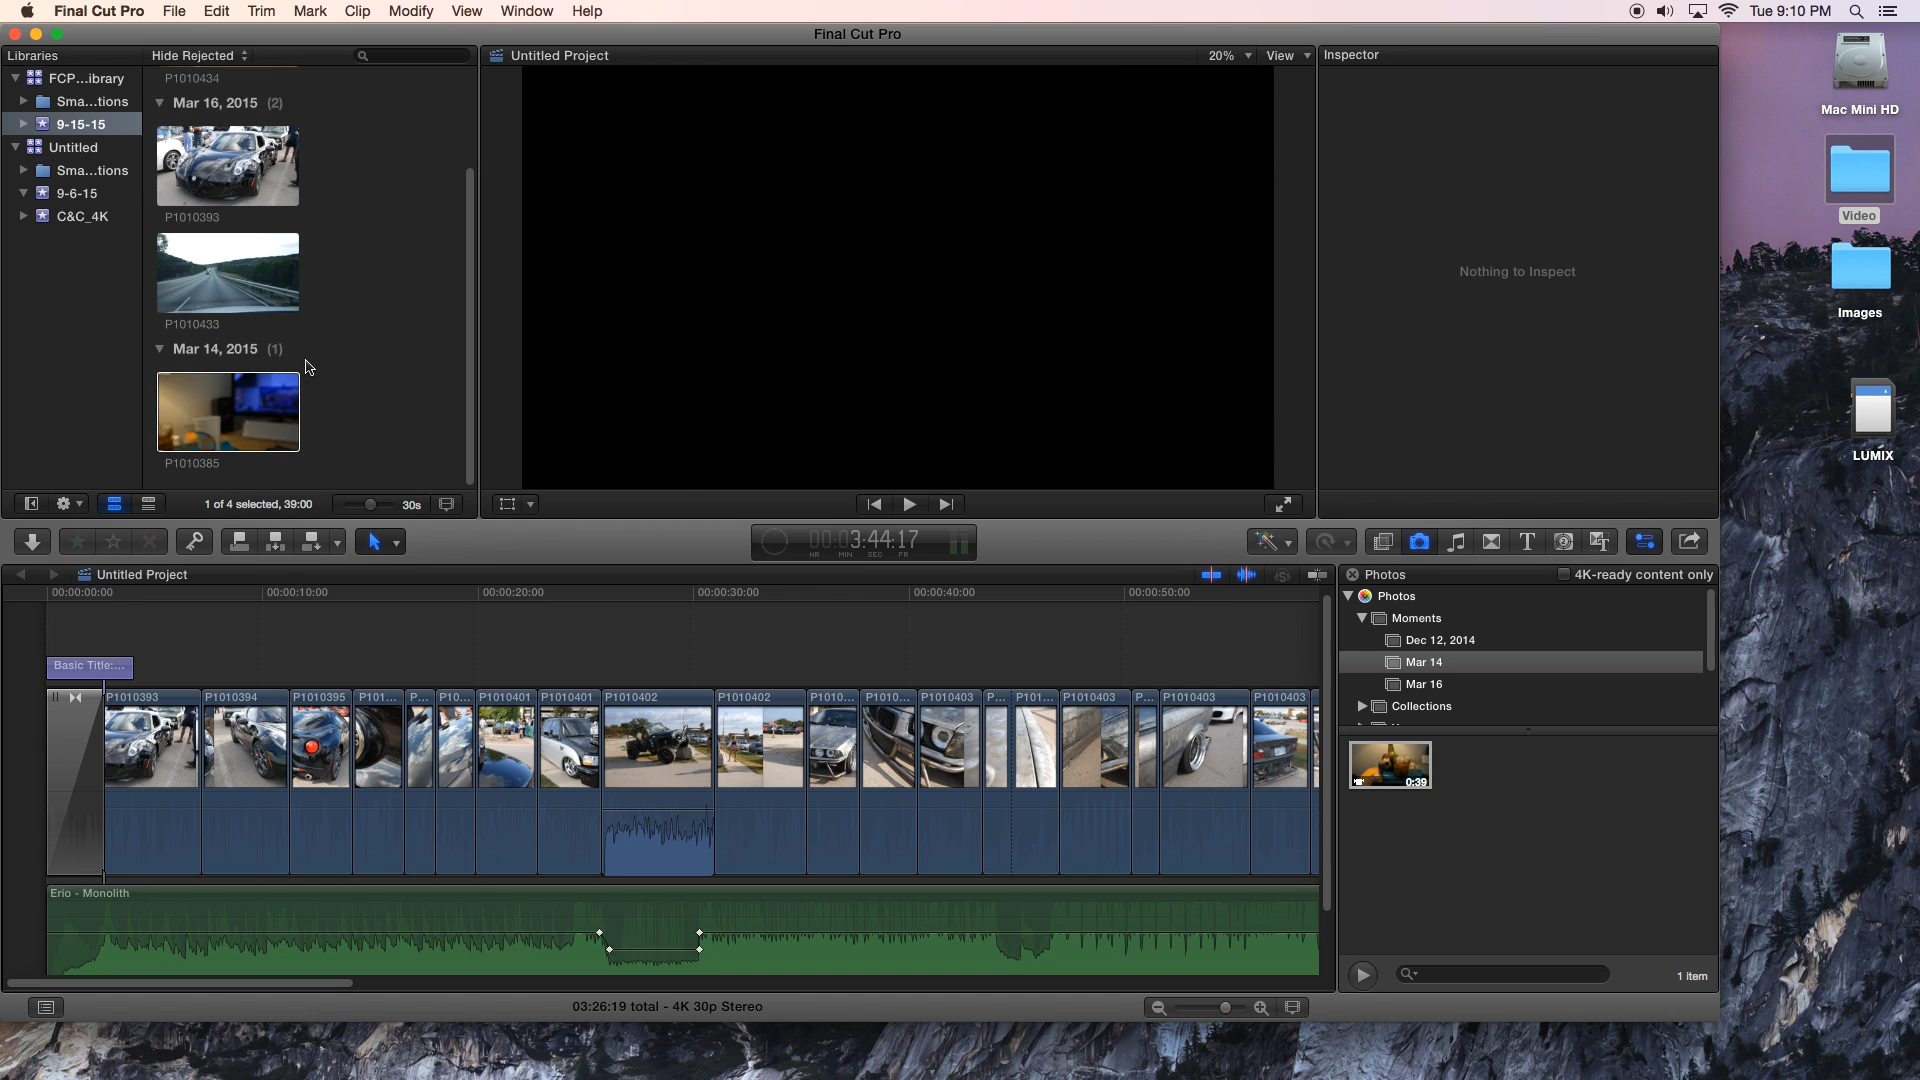 Final Cut Pro File Edit Trim Mark Clip Modify View Window Help
Tue 9:10 PM
Final Cut Pro
Libraries
Hide Rejected
Untitled Project
20%
View
Inspector
FCP...ibrary
Sma...tions
9-15-15
Untitled
Sma...tions
9-6-15
C&C_4K
P1010434
Mar 16, 2015 (2)
P1010393
P1010433
Mar 14, 2015 (1)
P1010385
Nothing to Inspect
Mac Mini HD
Video
Images
LUMIX
1 of 4 selected, 39:00
30s
00:03:44:17
HR MIN SEC FR
Untitled Project
00:00:00:00
00:00:10:00
00:00:20:00
00:00:30:00
00:00:40:00
00:00:50:00
Basic Title:...
P1010393
P1010394
P1010395
P101...
P...
P10...
P1010401
P1010401
P1010402
P1010402
P1010...
P1010...
P1010403
P...
P101...
P1010403
P...
P1010403
P1010403
Erio - Monolith
Photos
4K-ready content only
Photos
Moments
Dec 12, 2014
Mar 14
Mar 16
Collections
0:39
1 item
03:26:19 total - 4K 30p Stereo